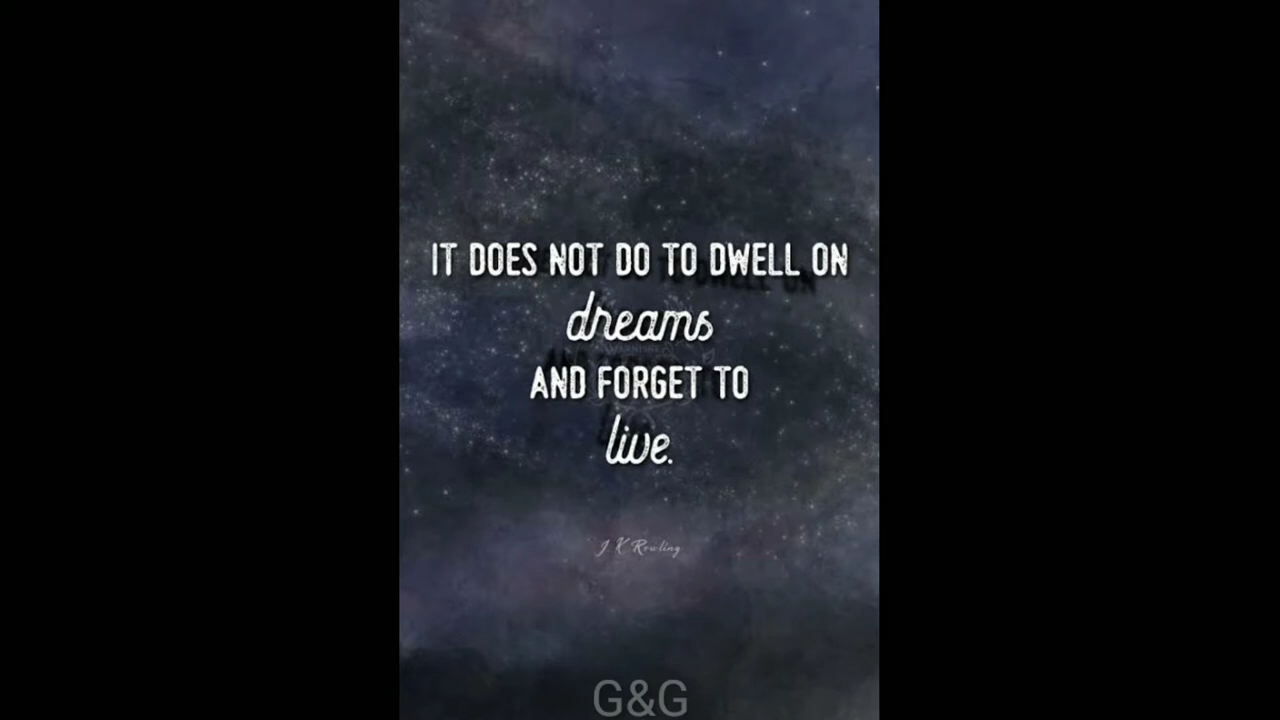 IT DOES NOT DO TO DWELL ON
dreams
AND FORGET TO
live.
J K Rowling
G&G